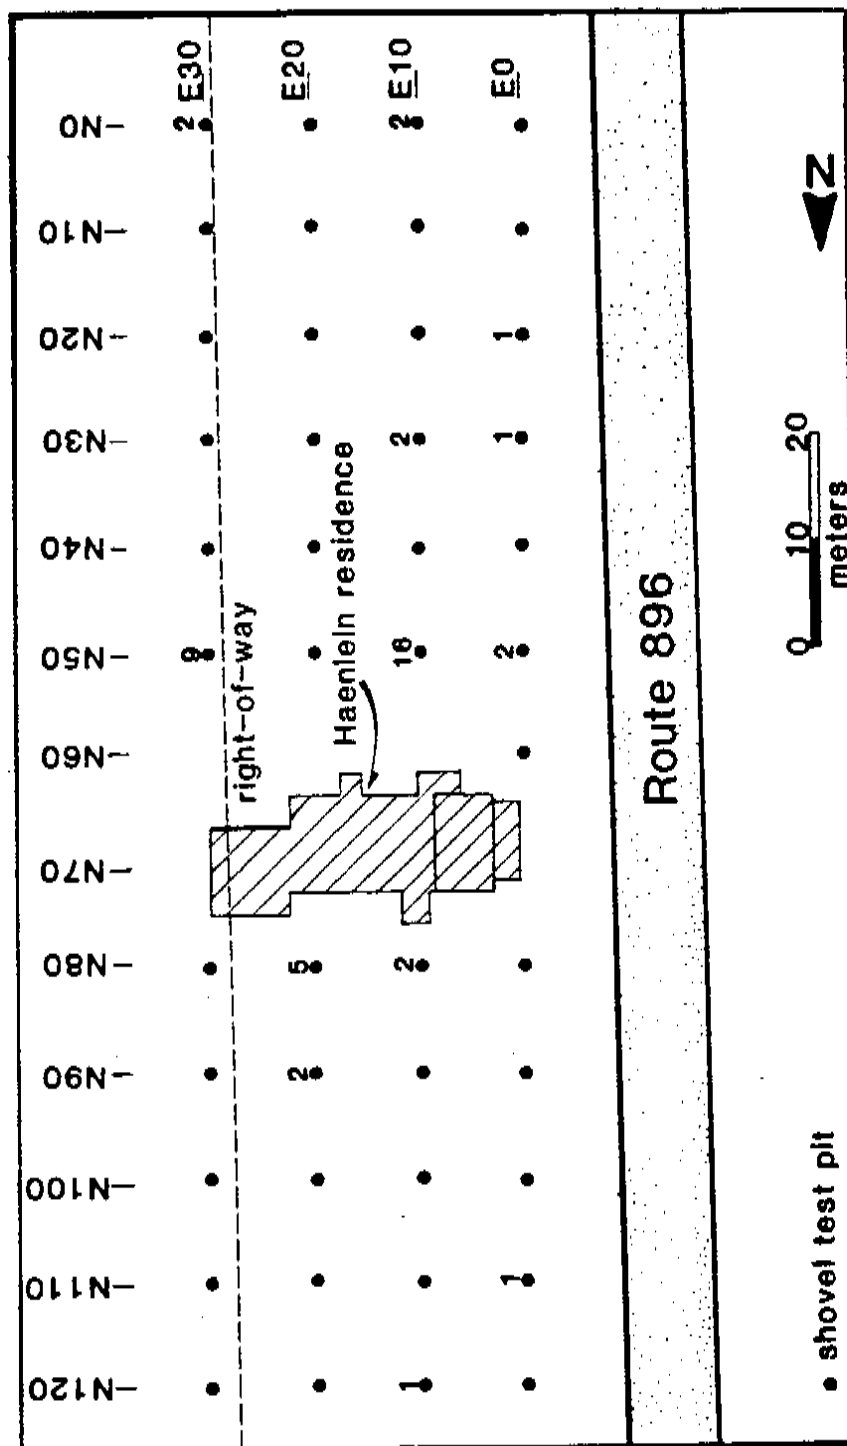 E30
E20
E10
E0
N0
N10
N20
N30
N40
N50
N60
N70
N80
N90
N100
N110
N120
2
2
1
2
1
9
16
2
5
2
2
1
1
right-of-way
Haenlein residence
Route 896
N
0 10 20
meters
● shovel test pit